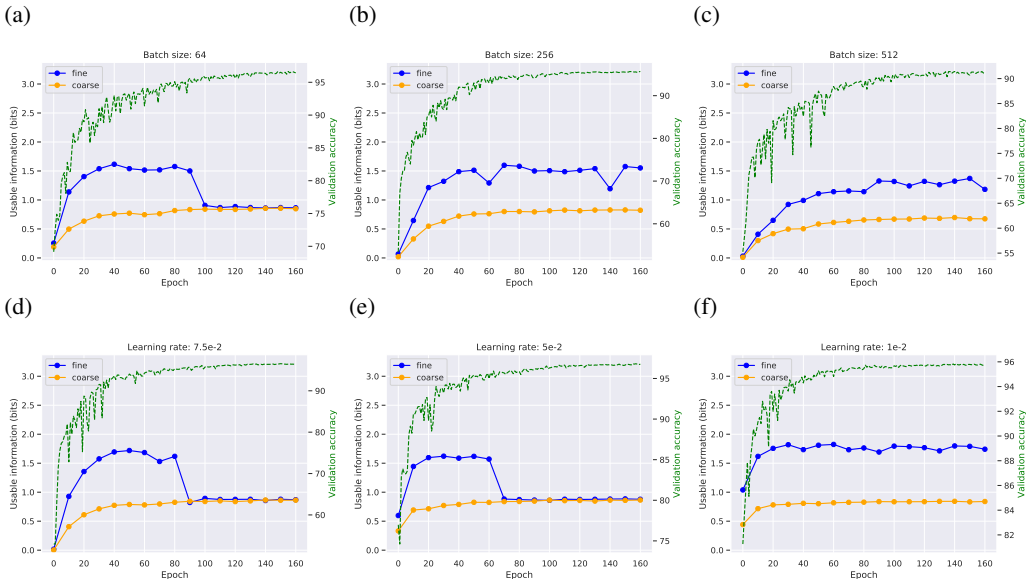 (a)
(b)
(c)
Batch size: 64
fine
coarse
Usable information (bits)
3.0
2.5
2.0
1.5
1.0
0.5
0.0
95
90
85
80
75
70
Validation accuracy
0 20 40 60 80 100 120 140 160
Epoch
Batch size: 256
fine
coarse
Usable information (bits)
3.0
2.5
2.0
1.5
1.0
0.5
0.0
90
80
70
60
Validation accuracy
0 20 40 60 80 100 120 140 160
Epoch
Batch size: 512
fine
coarse
Usable information (bits)
3.0
2.5
2.0
1.5
1.0
0.5
0.0
90
85
80
75
70
65
60
55
Validation accuracy
0 20 40 60 80 100 120 140 160
Epoch
(d)
(e)
(f)
Learning rate: 7.5e-2
fine
coarse
Usable information (bits)
3.0
2.5
2.0
1.5
1.0
0.5
0.0
90
80
70
60
Validation accuracy
0 20 40 60 80 100 120 140 160
Epoch
Learning rate: 5e-2
fine
coarse
Usable information (bits)
3.0
2.5
2.0
1.5
1.0
0.5
0.0
95
90
85
80
75
Validation accuracy
0 20 40 60 80 100 120 140 160
Epoch
Learning rate: 1e-2
fine
coarse
Usable information (bits)
3.0
2.5
2.0
1.5
1.0
0.5
0.0
96
94
92
90
88
86
84
82
Validation accuracy
0 20 40 60 80 100 120 140 160
Epoch